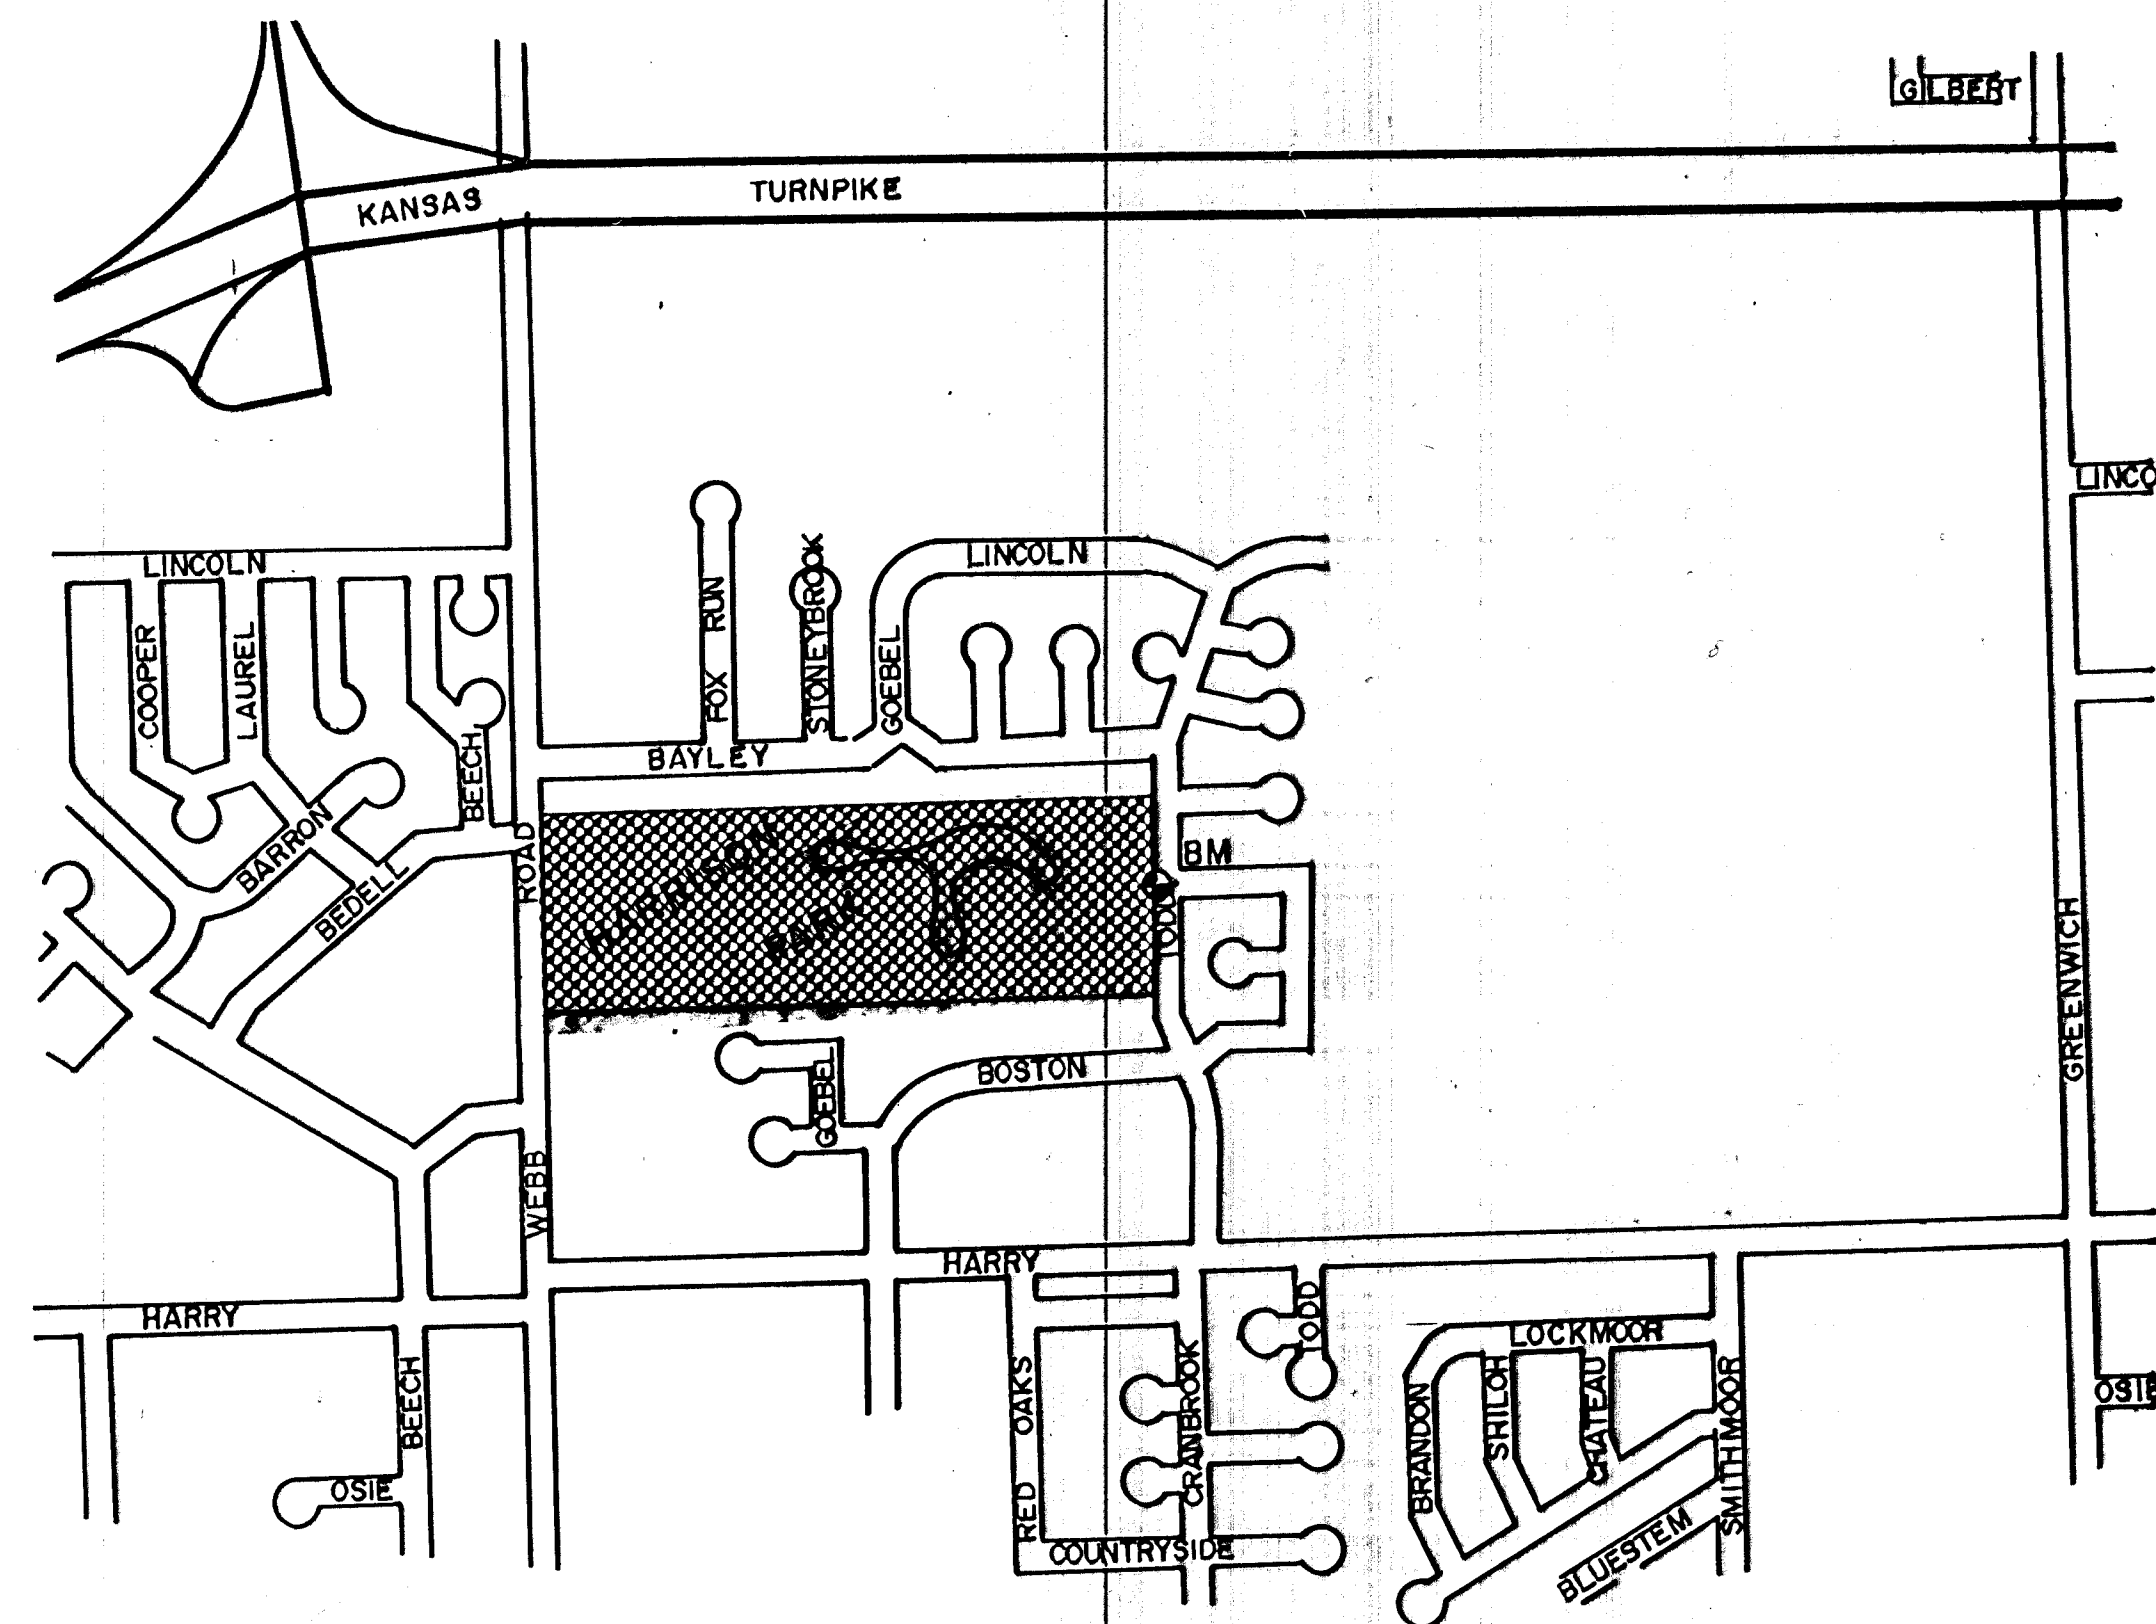 GILBERT
KANSAS
TURNPIKE
LINCO
LINCOLN
LINCOLN
COOPER
LAUREL
BEECH
FOX RUN
STONEYBROOK
GOEBEL
BAYLEY
BARRON
BEDELL
ROAD
HARRISON
PARK
BM
TODD
GREENWICH
GOEBEL
BOSTON
WEBB
HARRY
HARRY
BEECH
OSIE
RED OAKS
CRANBROOK
TODD
COUNTRYSIDE
LOCKMOOR
BRANDON
SHILOH
CHATEAU
SMITHMOOR
BLUESTEM
OSIE